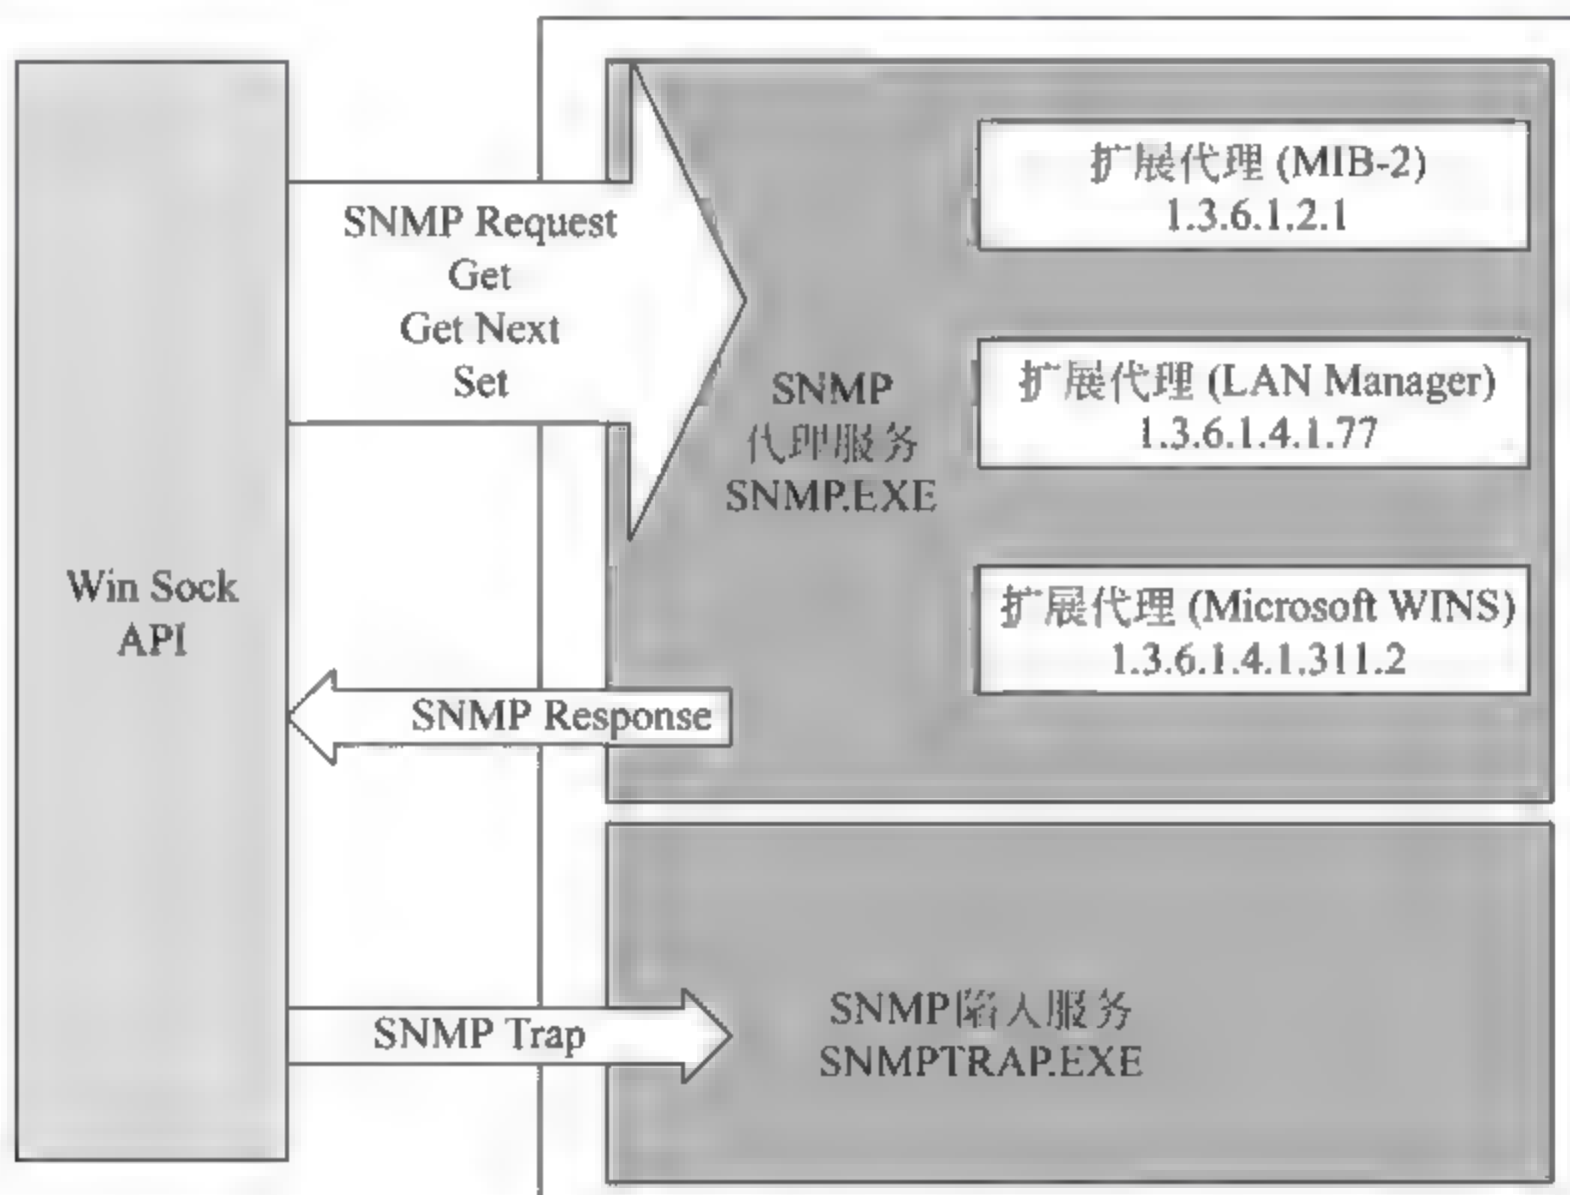 Win Sock
API
SNMP Request
Get
Get Next
Set
SNMP
代理服务
SNMP.EXE
扩展代理 (MIB-2)
1.3.6.1.2.1
扩展代理 (LAN Manager)
1.3.6.1.4.1.77
扩展代理 (Microsoft WINS)
1.3.6.1.4.1.311.2
SNMP Response
SNMP Trap
SNMP陷入服务
SNMPTRAP.EXE